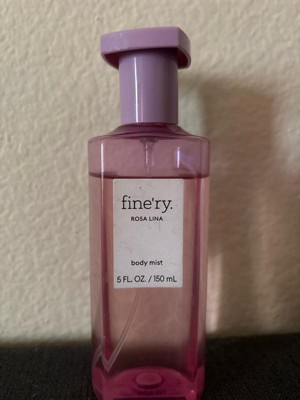 fine'ry.
ROSA LINA
body mist
5 FL. OZ. / 150 mL